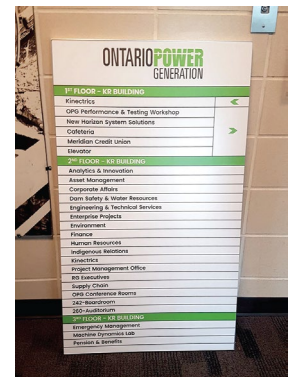 ONTARIOPOWER
GENERATION
1ST FLOOR - KR BUILDING
Kinectrics
OPG Performance & Testing Workshop
New Horizon System Solutions
Cafeteria
Meridian Credit Union
Elevator
2ND FLOOR - KR BUILDING
Analytics & Innovation
Asset Management
Corporate Affairs
Dam Safety & Water Resources
Engineering & Technical Services
Enterprise Projects
Environment
Finance
Human Resources
Indigenous Relations
Kinectrics
Project Management Office
RG Executives
Supply Chain
OPG Conference Rooms
242-Boardroom
260-Auditorium
3RD FLOOR - KR BUILDING
Emergency Management
Machine Dynamics Lab
Pension & Benefits